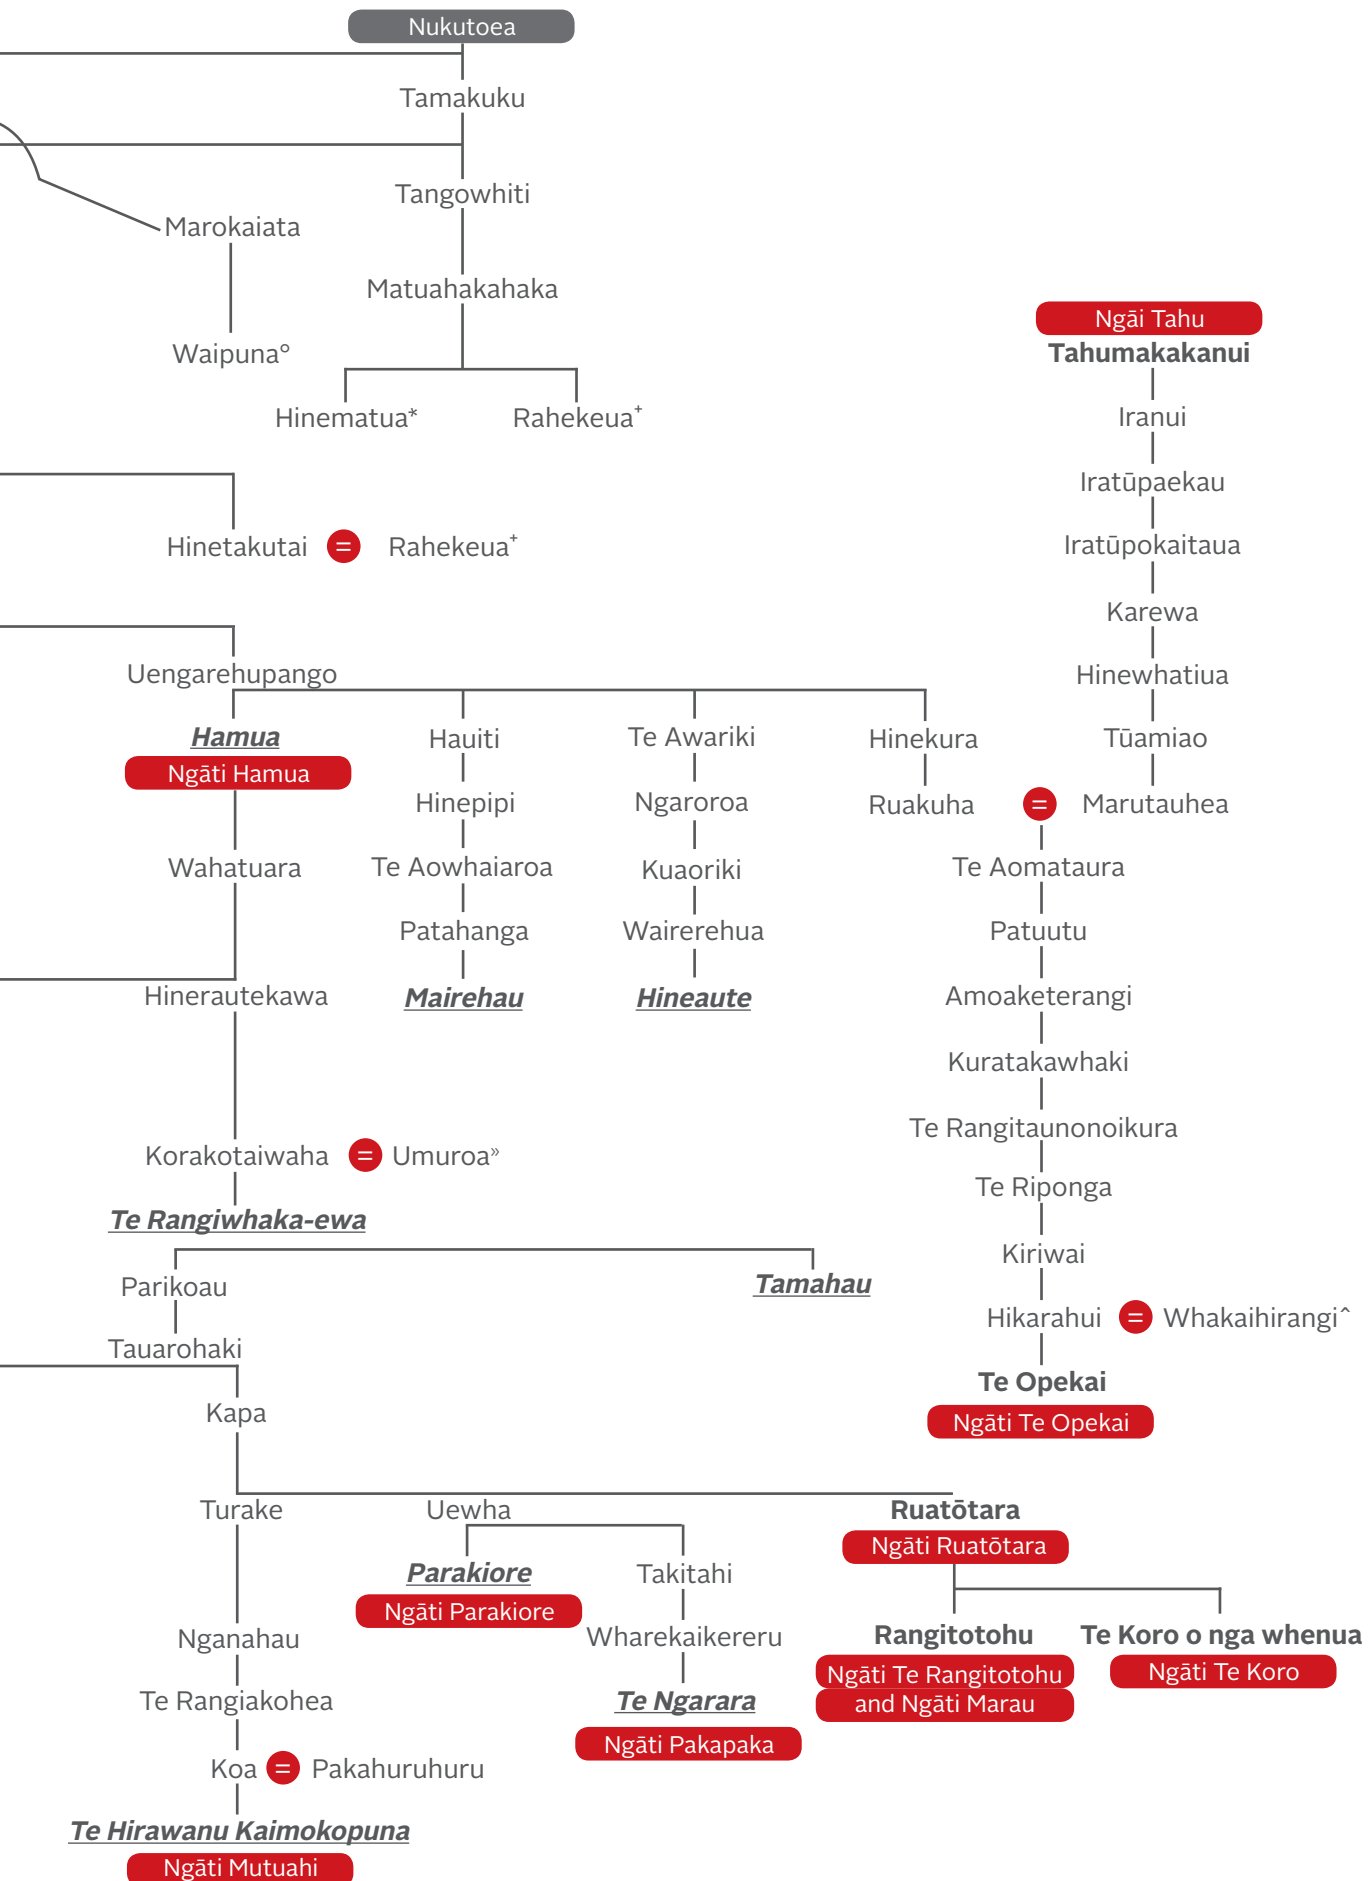 Nukutoea
Tamakuku
Tangowhiti
Marokaiata
Matuahakahaka
Ngāi Tahu
Waipuna°
Tahumakakanui
Hinematua* Rahekeua⁺
Iranui
Iratūpaekau
Hinetakutai = Rahekeua⁺
Iratūpokaitaua
Karewa
Uengarehupango
Hinewhatiua
Hamua Hauiti Te Awariki Hinekura Tūamiao
Ngāti Hamua
Hinepipi Ngaroroa Ruakuha = Marutauhea
Wahatuara Te Aowhaiaroa Kuaoriki Te Aomataura
Patahanga Wairerehua Patuutu
Hinerautekawa Mairehau Hineaute Amoaketerangi
Kuratakawhaki
Te Rangitaunonoikura
Korakotaiwaha = Umuroa»
Te Riponga
Te Rangiwhaka-ewa
Kiriwai
Parikoau Tamahau
Hikarahui = Whakaihirangi^
Tauarohaki
Te Opekai
Kapa
Ngāti Te Opekai
Turake Uewha Ruatōtara
Ngāti Ruatōtara
Parakiore Takitahi
Ngāti Parakiore
Nganahau Wharekaikereru Rangitotohu Te Koro o nga whenua
Ngāti Te Rangitotohu Ngāti Te Koro
and Ngāti Marau
Te Rangiakohea Te Ngarara
Ngāti Pakapaka
Koa = Pakahuruhuru
Te Hirawanu Kaimokopuna
Ngāti Mutuahi